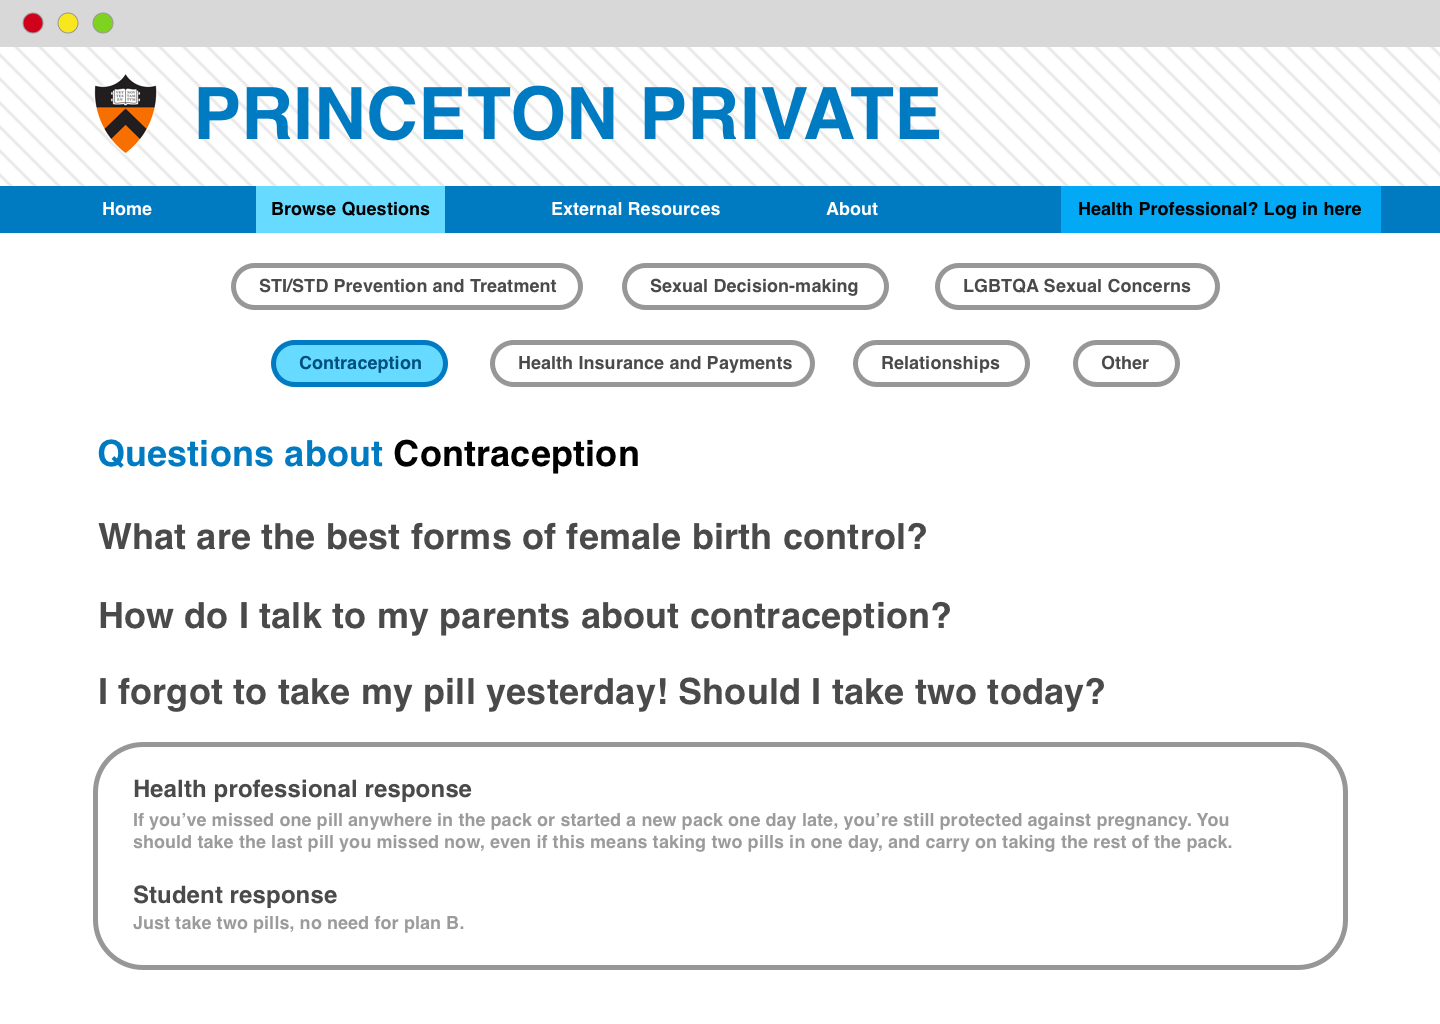 PRINCETON PRIVATE
Home
Browse Questions
External Resources
About
Health Professional? Log in here
STI/STD Prevention and Treatment
Sexual Decision-making
LGBTQA Sexual Concerns
Contraception
Health Insurance and Payments
Relationships
Other
Questions about Contraception
What are the best forms of female birth control?
How do I talk to my parents about contraception?
I forgot to take my pill yesterday! Should I take two today?
Health professional response
If you’ve missed one pill anywhere in the pack or started a new pack one day late, you’re still protected against pregnancy. You
should take the last pill you missed now, even if this means taking two pills in one day, and carry on taking the rest of the pack.
Student response
Just take two pills, no need for plan B.